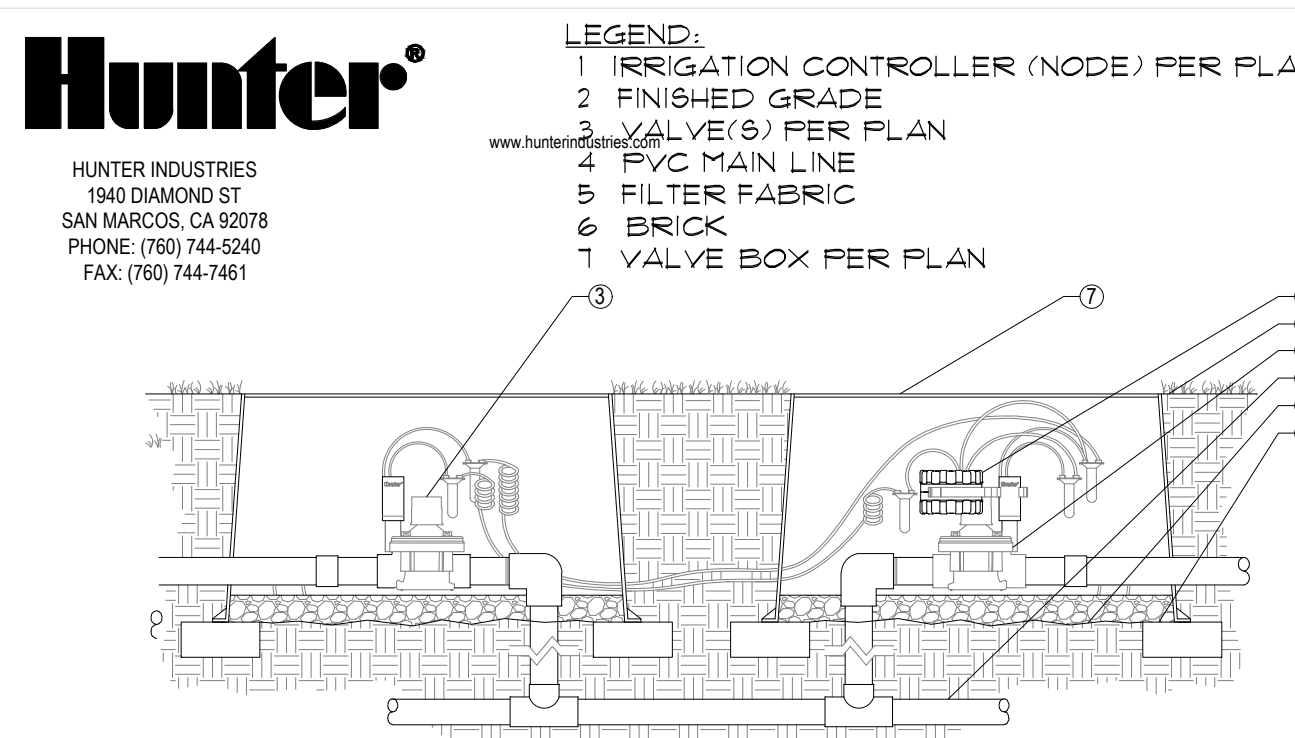 Hunter®
HUNTER INDUSTRIES
1940 DIAMOND ST
SAN MARCOS, CA 92078
PHONE: (760) 744-5240
FAX: (760) 744-7461
www.hunterindustries.com
LEGEND:
1 IRRIGATION CONTROLLER (NODE) PER PLA
2 FINISHED GRADE
3 VALVE(S) PER PLAN
4 PVC MAIN LINE
5 FILTER FABRIC
6 BRICK
7 VALVE BOX PER PLAN
3
7
Hunter®